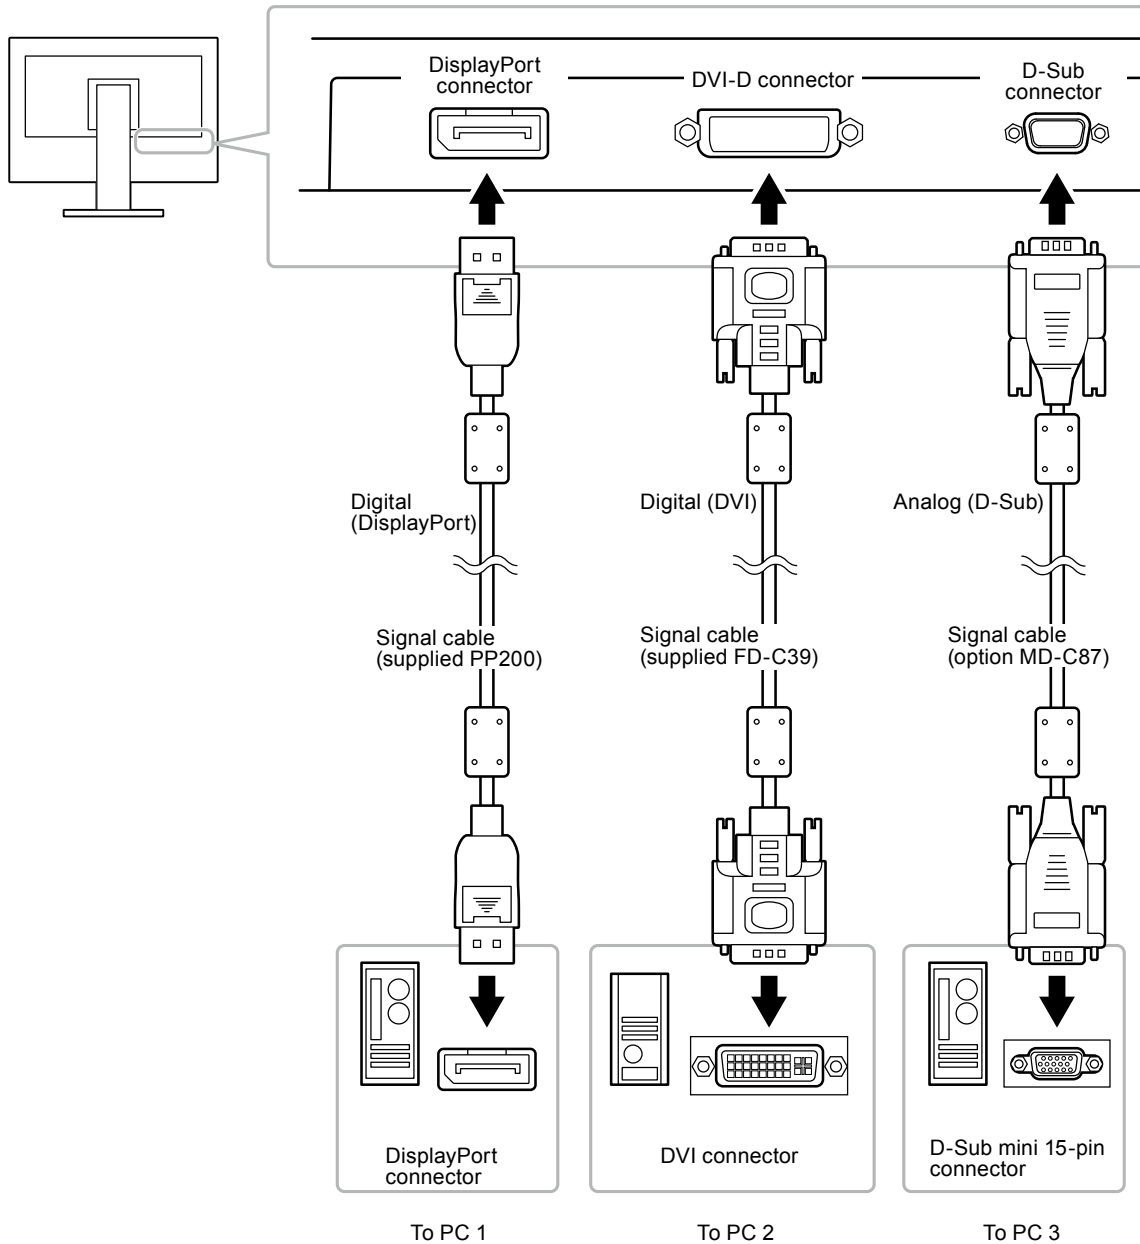 DisplayPort
connector
DVI-D connector
D-Sub
connector
Digital
(DisplayPort)
Digital (DVI)
Analog (D-Sub)
Signal cable
(supplied PP200)
Signal cable
(supplied FD-C39)
Signal cable
(option MD-C87)
DisplayPort
connector
DVI connector
D-Sub mini 15-pin
connector
To PC 1
To PC 2
To PC 3